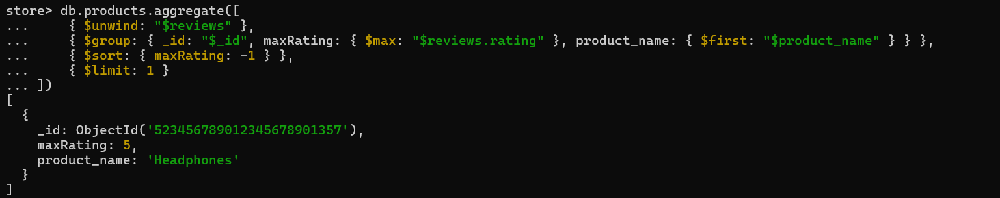 store> db.products.aggregate([
...     { $unwind: "$reviews" },
...     { $group: { _id: "$_id", maxRating: { $max: "$reviews.rating" }, product_name: { $first: "$product_name" } } },
...     { $sort: { maxRating: -1 } },
...     { $limit: 1 }
... ])
[
  {
    _id: ObjectId('523456789012345678901357'),
    maxRating: 5,
    product_name: 'Headphones'
  }
]